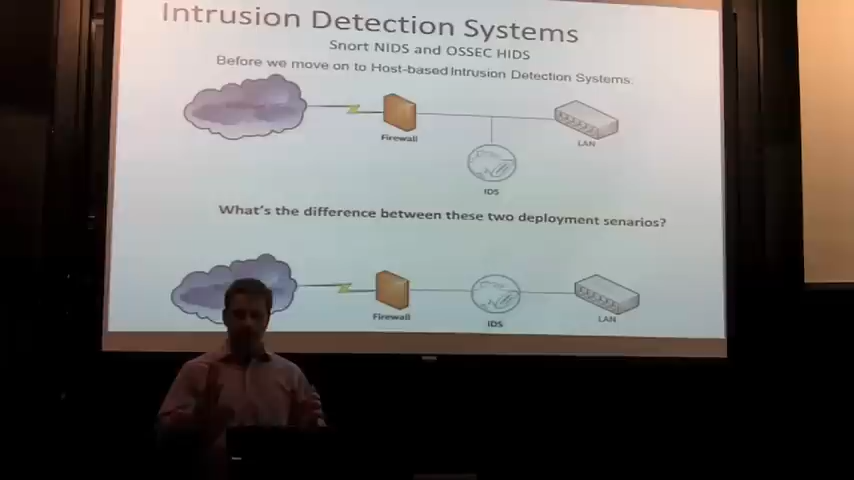 Intrusion Detection Systems
Snort NIDS and OSSEC HIDS
Before we move on to Host-based Intrusion Detection Systems:
Firewall
LAN
IDS
What's the difference between these two deployment senarios?
Firewall
IDS
LAN